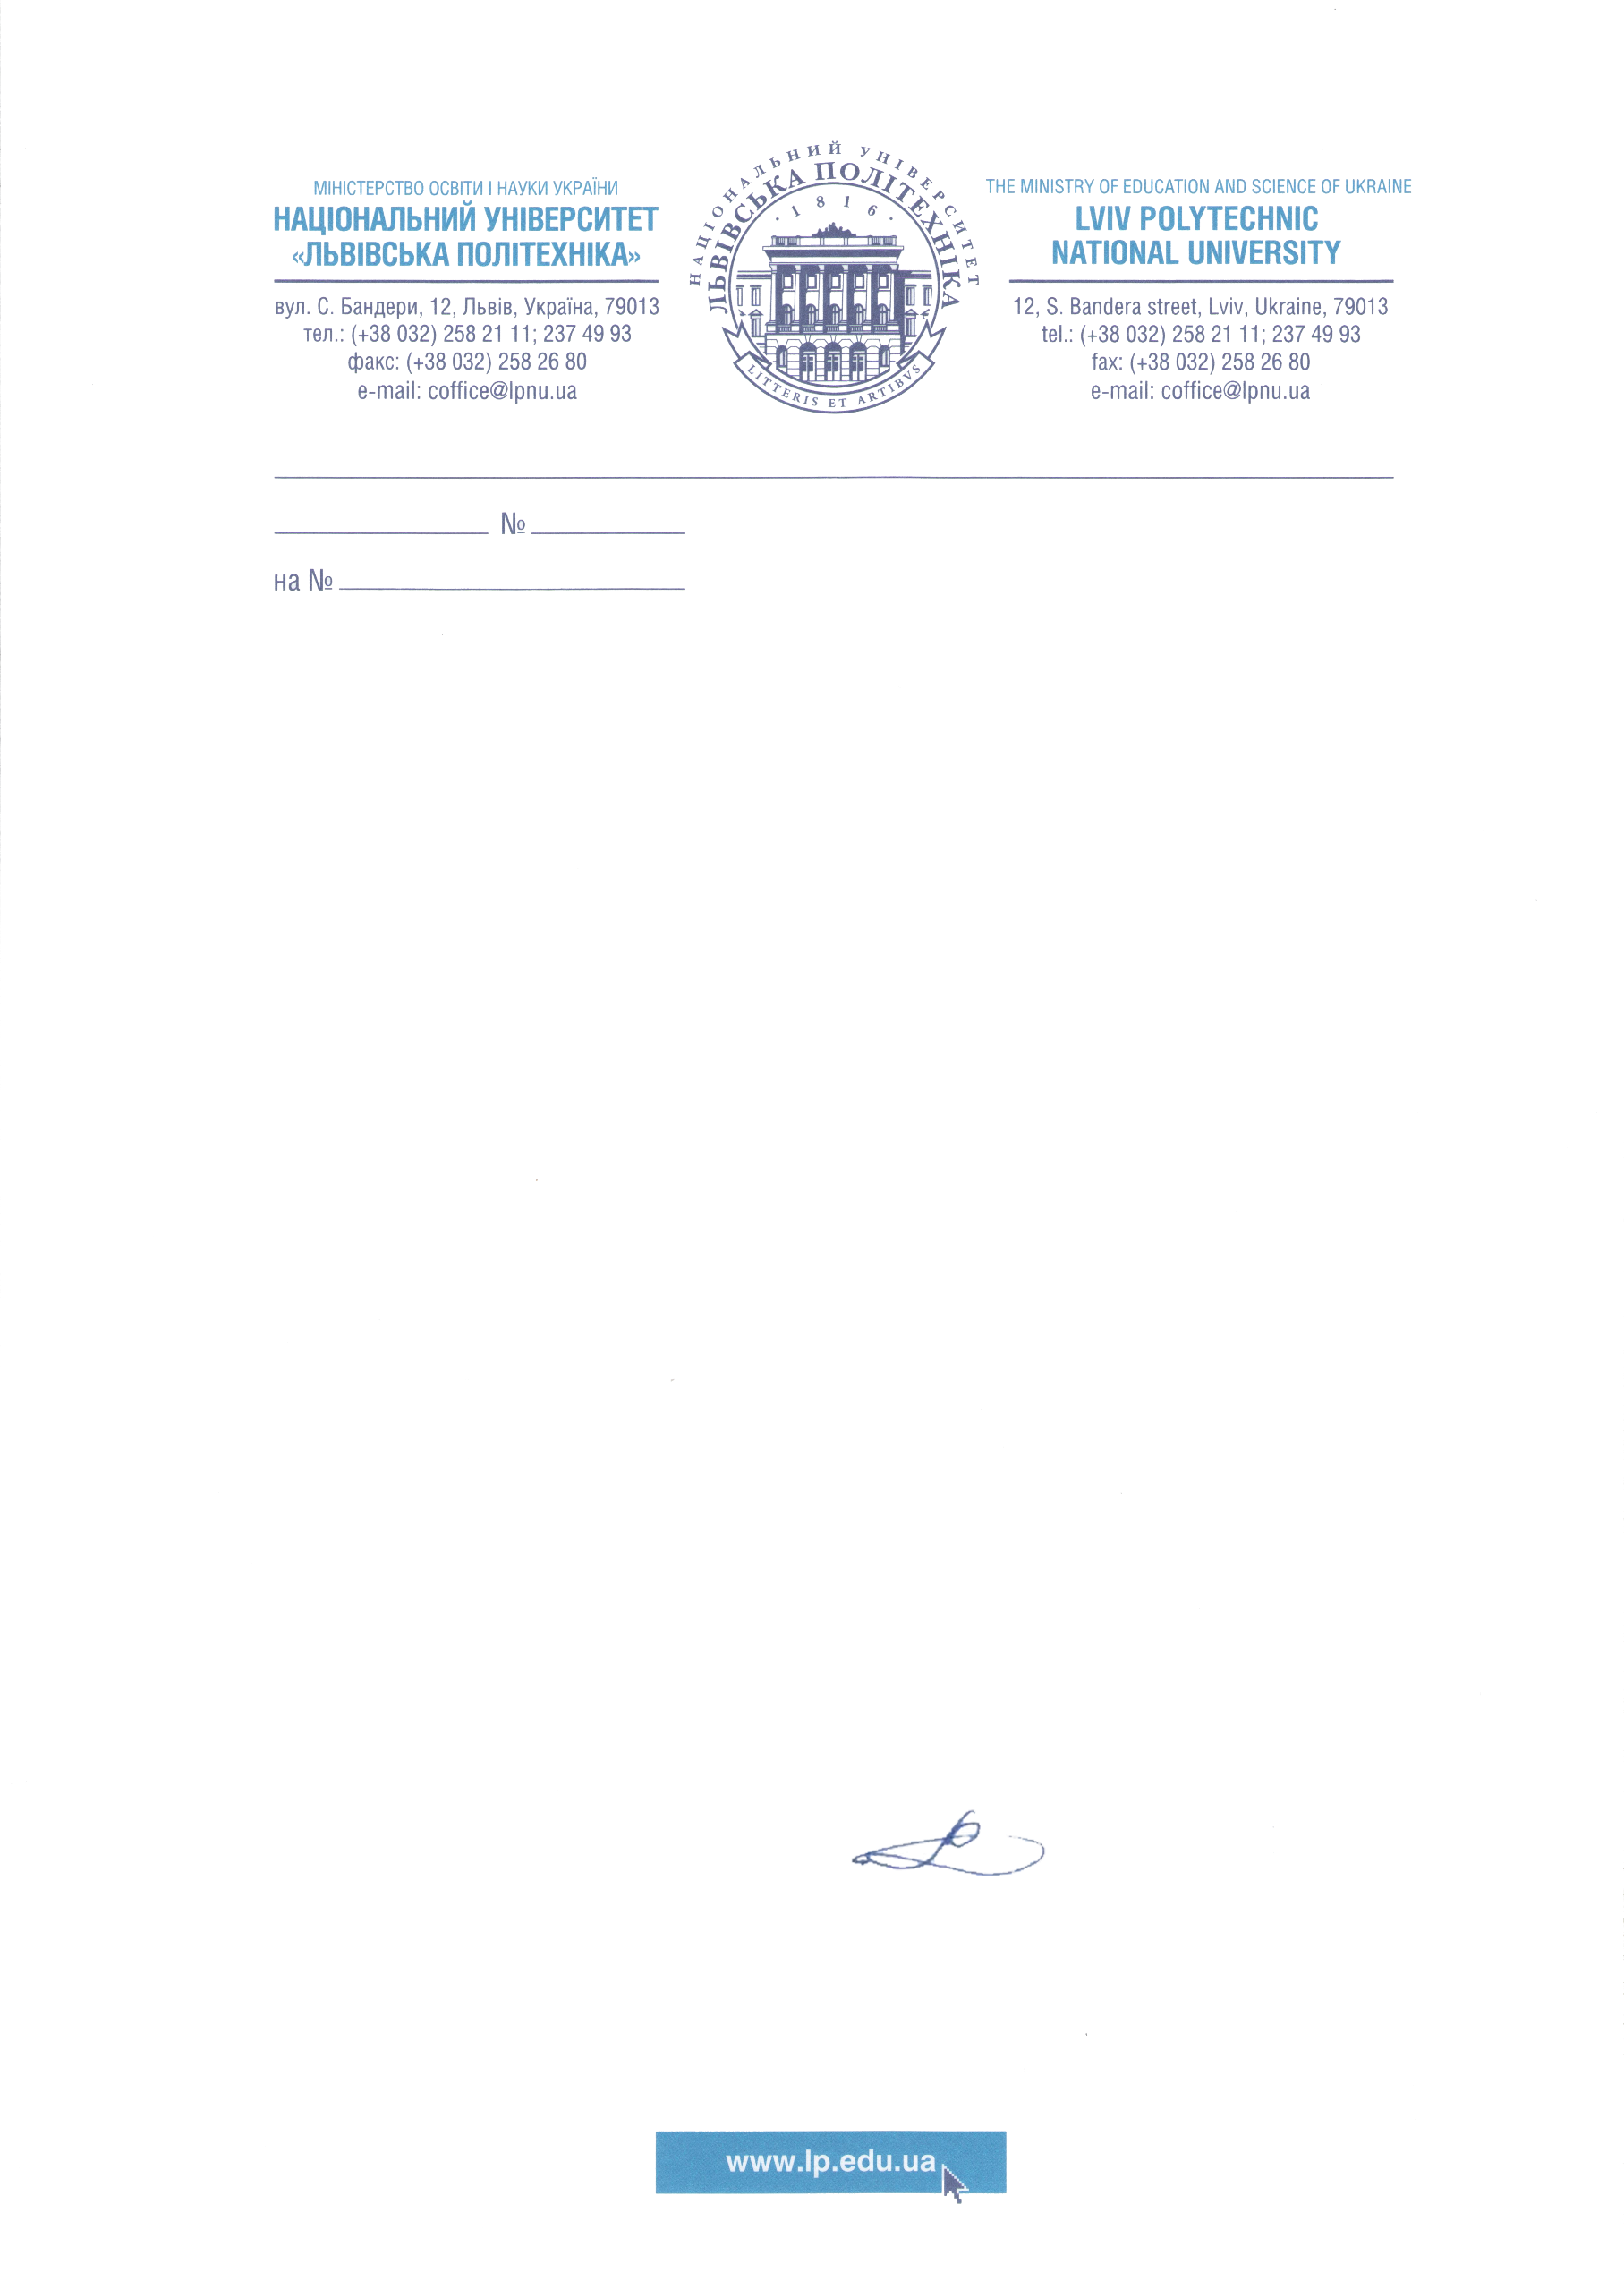 МІНІСТЕРСТВО ОСВІТИ І НАУКИ УКРАЇНИ
НАЦІОНАЛЬНИЙ УНІВЕРСИТЕТ
«ЛЬВІВСЬКА ПОЛІТЕХНІКА»
вул. С. Бандери, 12, Львів, Україна, 79013
тел.: (+38 032) 258 21 11; 237 49 93
факс: (+38 032) 258 26 80
e-mail: coffice@lpnu.ua
НАЦІОНАЛЬНИЙ УНІВЕРСИТЕТ
ЛЬВІВСЬКА ПОЛІТЕХНІКА
· 1 8 1 6 ·
LITTERIS ET ARTIBVS
THE MINISTRY OF EDUCATION AND SCIENCE OF UKRAINE
LVIV POLYTECHNIC
NATIONAL UNIVERSITY
12, S. Bandera street, Lviv, Ukraine, 79013
tel.: (+38 032) 258 21 11; 237 49 93
fax: (+38 032) 258 26 80
e-mail: coffice@lpnu.ua
№
на №
www.lp.edu.ua